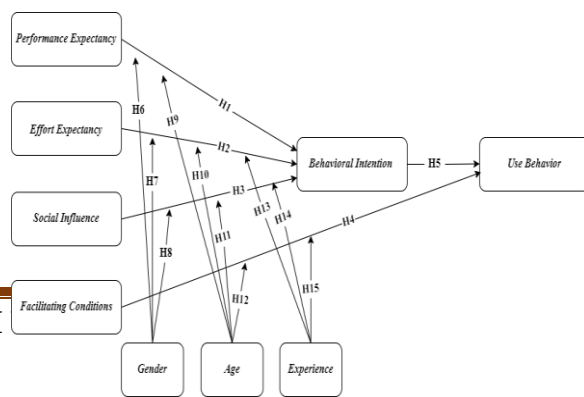 Performance Expectancy
H1
H6
H9
Effort Expectancy
H2
Behavioral Intention
H5
Use Behavior
H7
H10
H3
H13
H14
Social Influence
H4
H11
H8
H15
H12
Facilitating Conditions
Gender
Age
Experience